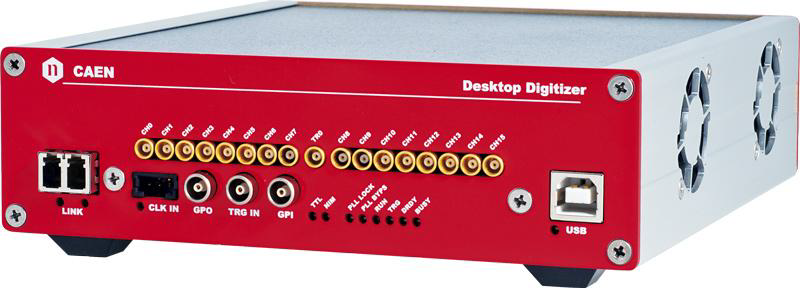 n CAEN
Desktop Digitizer
CH0 CH1 CH2 CH3 CH4 CH5 CH6 CH7 TR0 CH8 CH9 CH10 CH11 CH12 CH13 CH14 CH15
LINK
CLK IN
GPO
TRG IN
GPI
TTL
NIM
PLL LOCK
PLL BYPS
RUN
TRG
DRDY
BUSY
USB